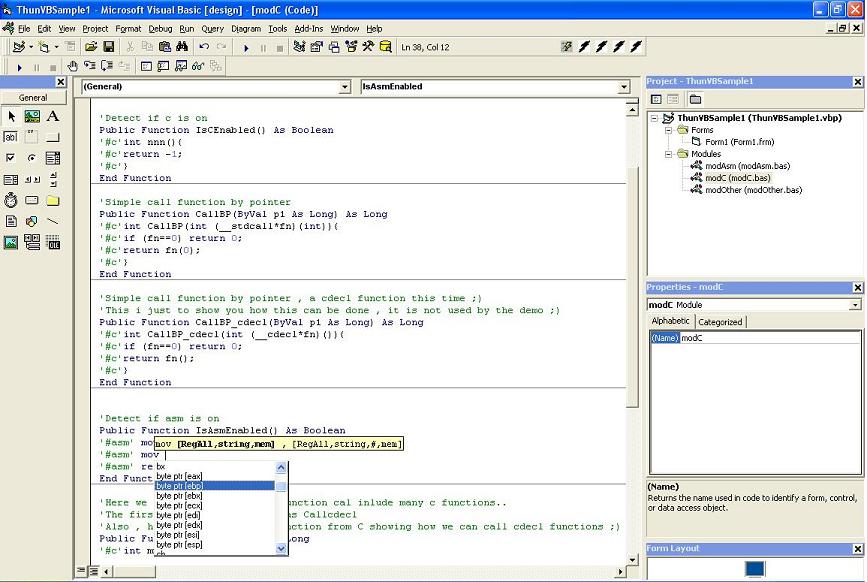 ThunVBSample1 - Microsoft Visual Basic [design] - [modC (Code)]
File Edit View Project Format Debug Run Query Diagram Tools Add-Ins Window Help
Ln 38, Col 12
General
(General)
IsAsmEnabled
'Detect if c is on
Public Function IsCEnabled() As Boolean
'#c'int nnn(){
'#c'return -1;
'#c'}
End Function
'Simple call function by pointer
Public Function CallBP(ByVal p1 As Long) As Long
'#c'int CallBP(int (__stdcall*fn)(int)){
'#c'if (fn==0) return 0;
'#c'return fn(0);
'#c'}
End Function
'Simple call function by pointer , a cdecl function this time ;)
'This i just to show you how this can be done , it is not used by the demo ;)
Public Function CallBP_cdecl(ByVal p1 As Long) As Long
'#c'int CallBP_cdecl(int (__cdecl*fn)()){
'#c'if (fn==0) return 0;
'#c'return fn();
'#c'}
End Function
'Detect if asm is on
Public Function IsAsmEnabled() As Boolean
'#asm' mov
mov [RegAll,string,mem] , [RegAll,string,#,mem]
'#asm' mov
'#asm' re
End Funct
bx
byte ptr [eax]
byte ptr [ebp]
byte ptr [ebx]
byte ptr [ecx]
byte ptr [edi]
byte ptr [edx]
byte ptr [esi]
byte ptr [esp]
ch
'Here we unction cal inlude many c functions..
'The firs as Callcdecl
'Also , h ction from C showing how we can call cdecl functions ;)
Public Fu Long
'#c'int m
Project - ThunVBSample1
ThunVBSample1 (ThunVBSample1.vbp)
Forms
Form1 (Form1.frm)
Modules
modAsm (modAsm.bas)
modC (modC.bas)
modOther (modOther.bas)
Properties - modC
modC Module
Alphabetic Categorized
(Name) modC
(Name)
Returns the name used in code to identify a form, control, or data access object.
Form Layout